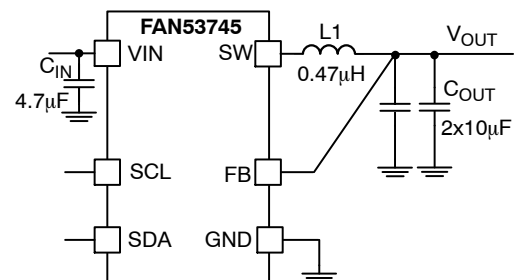 FAN53745
VIN
SW
L1
0.47μH
VOUT
CIN
4.7μF
COUT
2x10μF
SCL
FB
SDA
GND